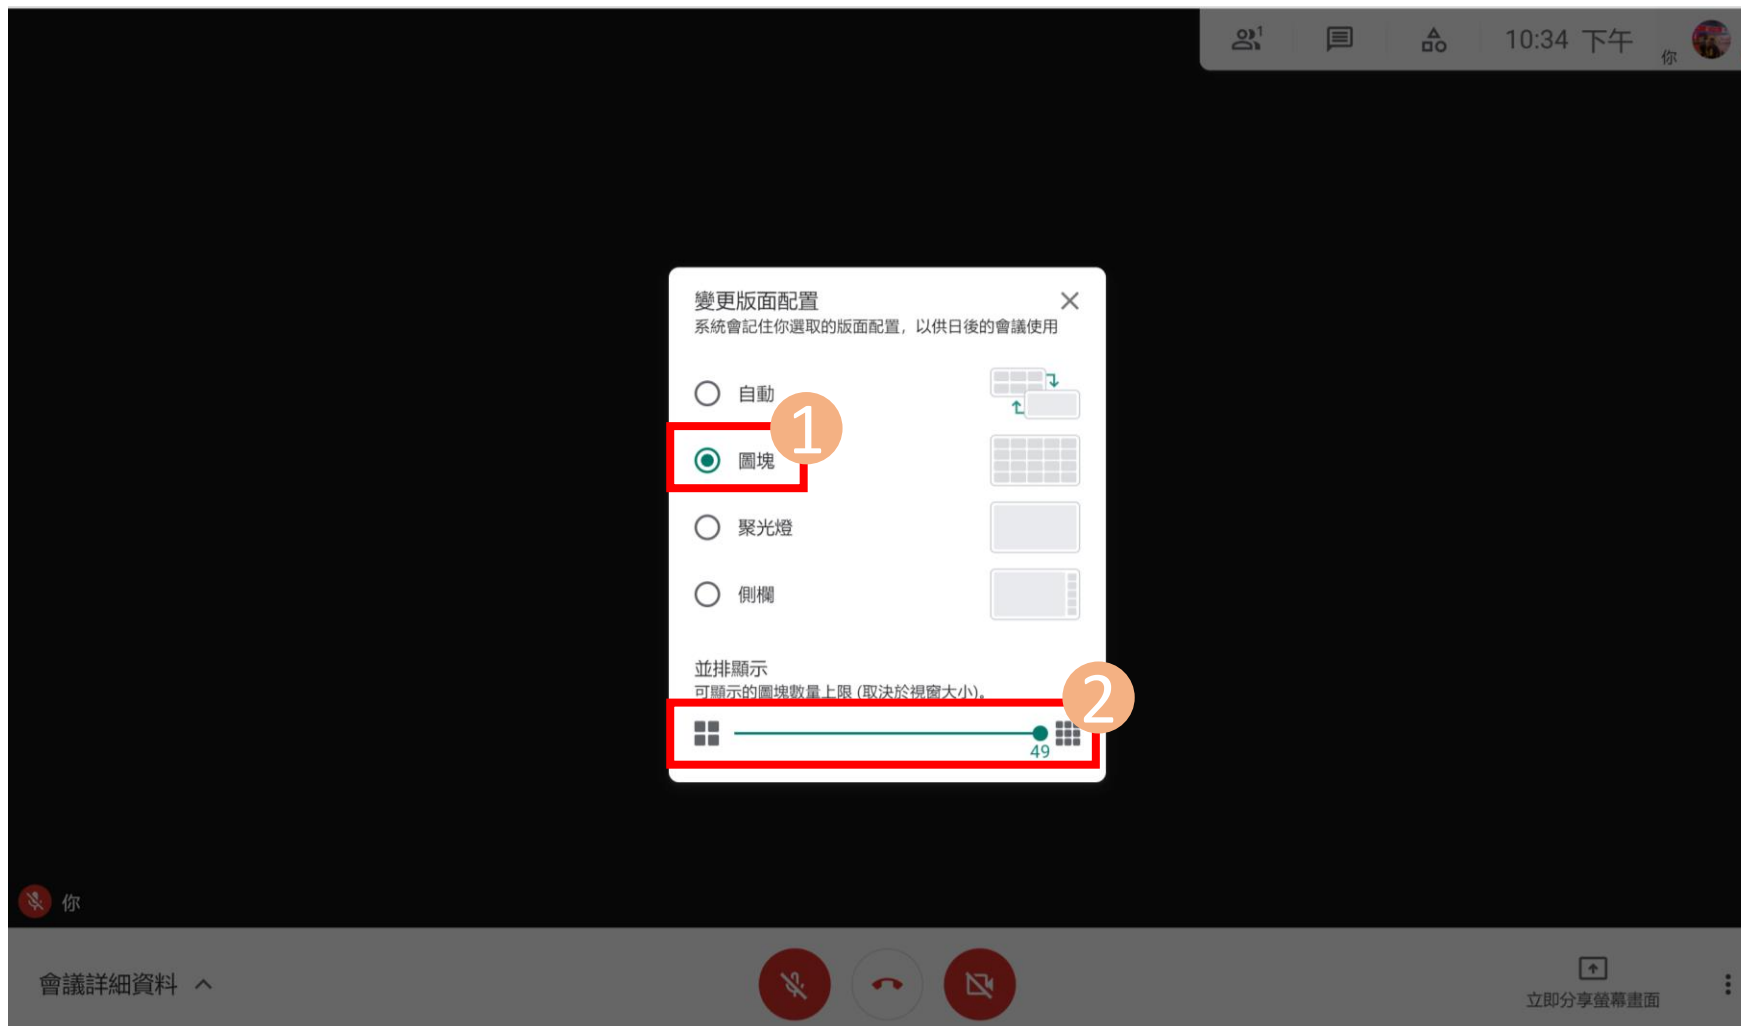 1
10:34 下午
你
變更版面配置
系統會記住你選取的版面配置，以供日後的會議使用
自動
1
圖塊
聚光燈
側欄
並排顯示
可顯示的圖塊數量上限 (取決於視窗大小)。
2
49
你
會議詳細資料
立即分享螢幕畫面